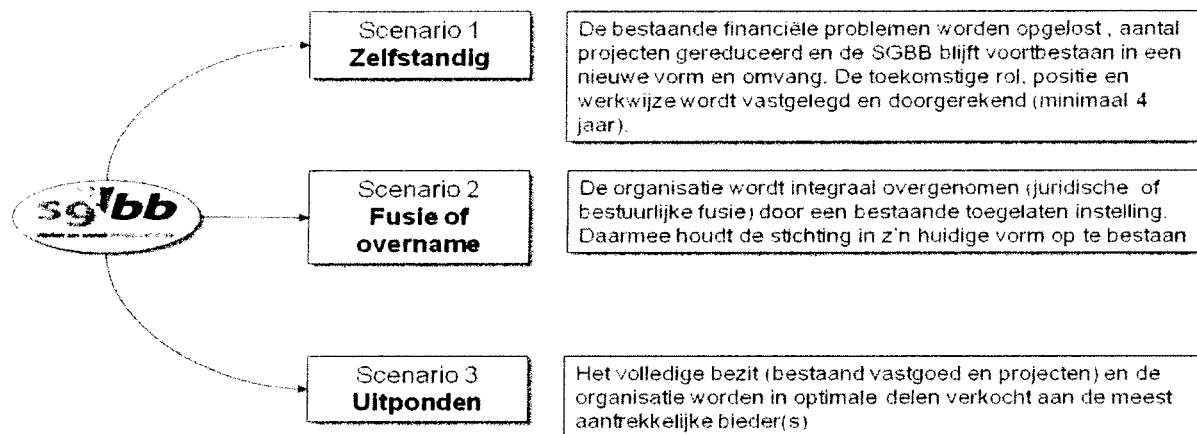 Scenario 1
Zelfstandig
De bestaande financiële problemen worden opgelost , aantal
projecten gereduceerd en de SGBB blijft voortbestaan in een
nieuwe vorm en omvang. De toekomstige rol, positie en
werkwijze wordt vastgelegd en doorgerekend (minimaal 4
jaar).
sgbb
Scenario 2
Fusie of
overname
De organisatie wordt integraal overgenomen (juridische of
bestuurlijke fusie) door een bestaande toegelaten instelling.
Daarmee houdt de stichting in z'n huidige vorm op te bestaan
Scenario 3
Uitponden
Het volledige bezit (bestaand vastgoed en projecten) en de
organisatie worden in optimale delen verkocht aan de meest
aantrekkelijke bieder(s)